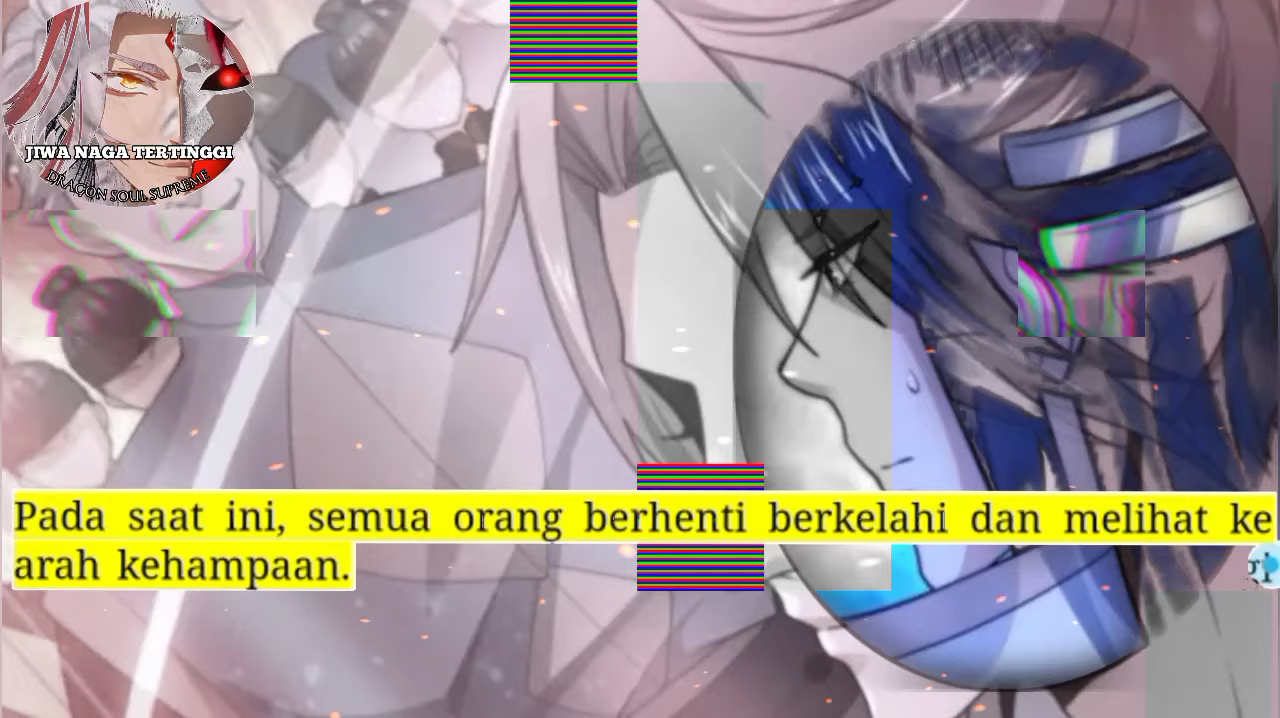 JIWA NAGA TERTINGGI
DRAGON SOUL SUPREME
Pada saat ini, semua orang berhenti berkelahi dan melihat ke
arah kehampaan.